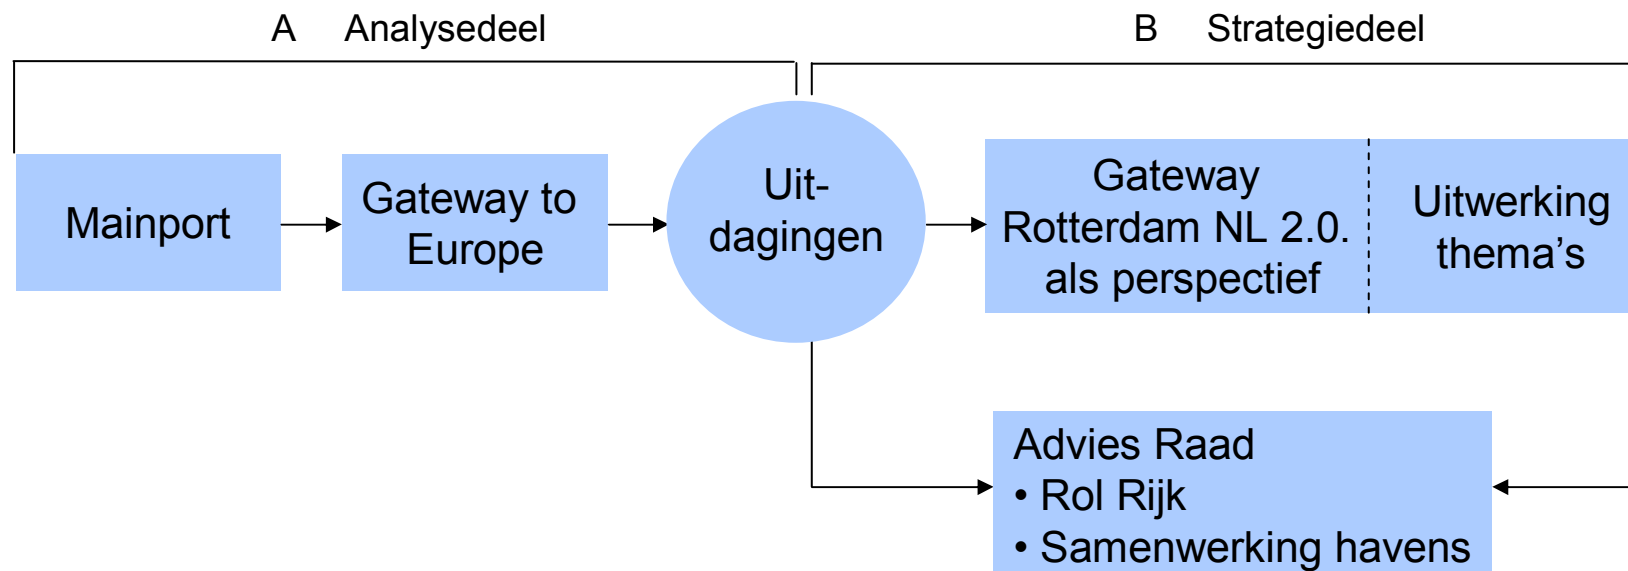 A Analysedeel
B Strategiedeel
Mainport
Gateway to
Europe
Uit-
dagingen
Gateway
Rotterdam NL 2.0.
als perspectief
Uitwerking
thema’s
Advies Raad
• Rol Rijk
• Samenwerking havens